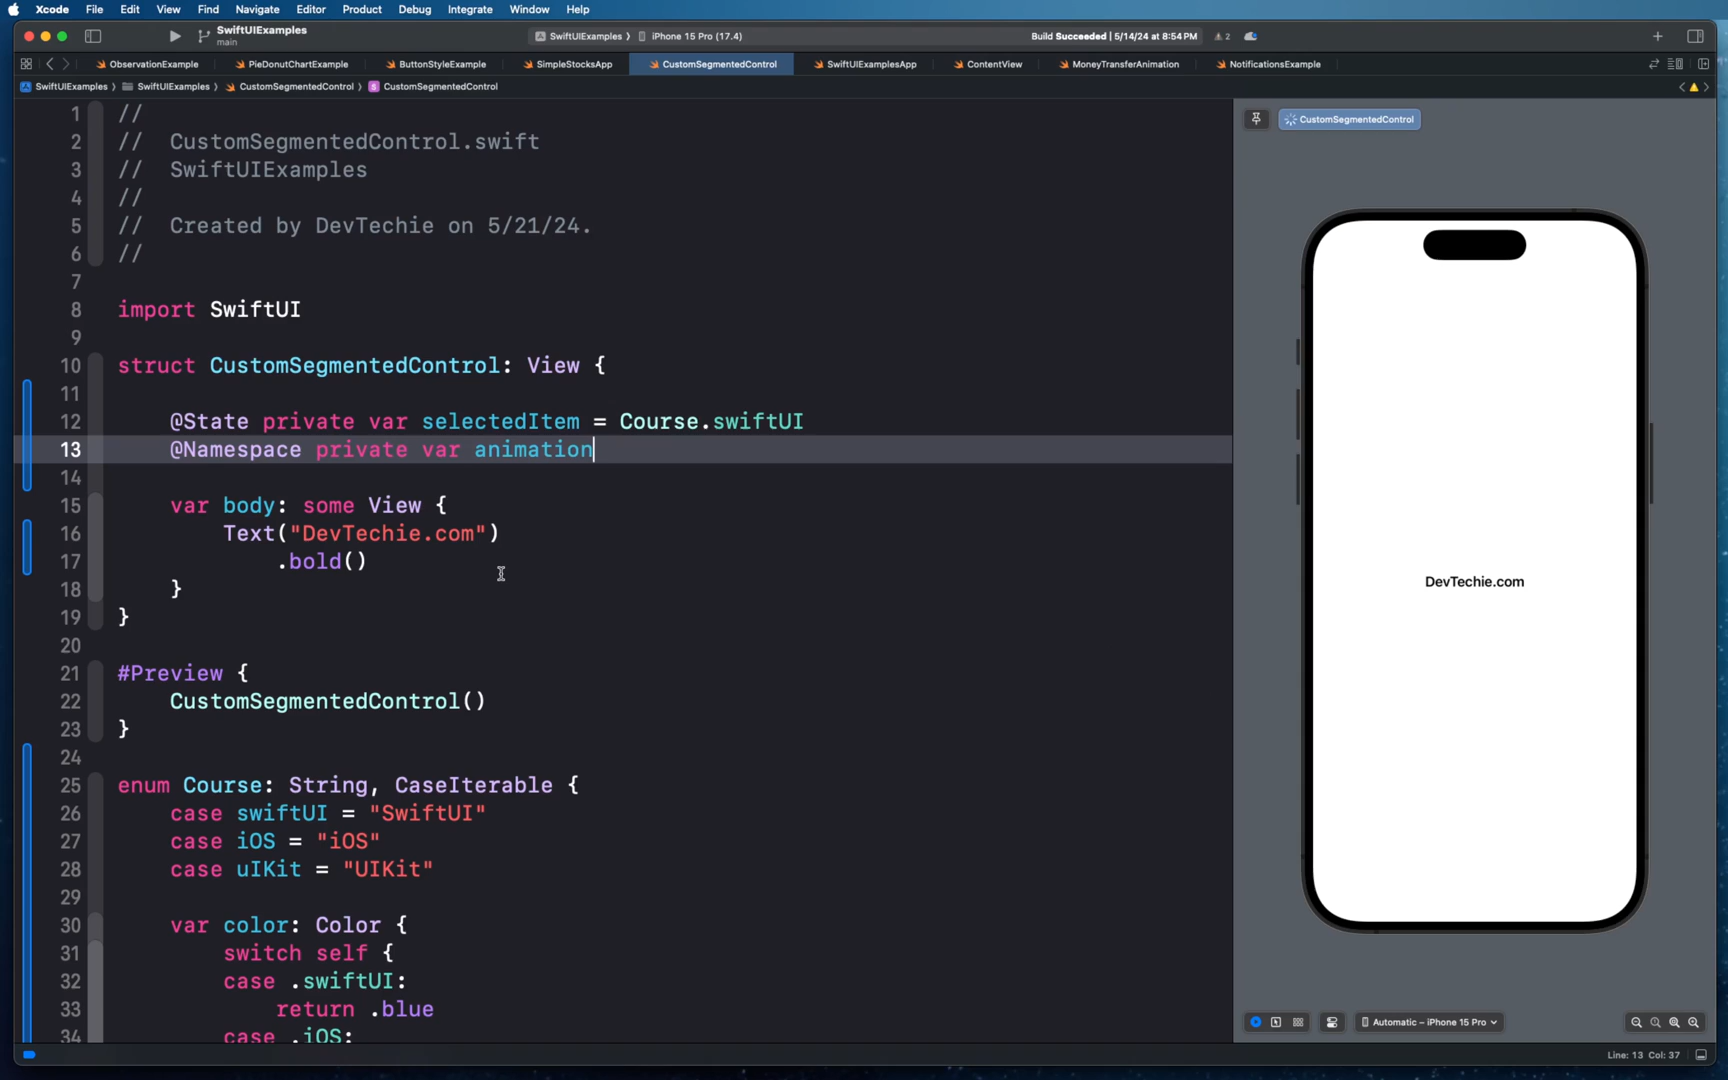 Xcode File Edit View Find Navigate Editor Product Debug Integrate Window Help
SwiftUIExamples
main
SwiftUIExamples iPhone 15 Pro (17.4)
Build Succeeded | 5/14/24 at 8:54 PM 2
ObservationExample PieDonutChartExample ButtonStyleExample SimpleStocksApp CustomSegmentedControl SwiftUIExamplesApp ContentView MoneyTransferAnimation NotificationsExample
SwiftUIExamples SwiftUIExamples CustomSegmentedControl CustomSegmentedControl
1 //
2 // CustomSegmentedControl.swift
3 // SwiftUIExamples
4 //
5 // Created by DevTechie on 5/21/24.
6 //
7
8 import SwiftUI
9
10 struct CustomSegmentedControl: View {
11
12 @State private var selectedItem = Course.swiftUI
13 @Namespace private var animation
14
15 var body: some View {
16 Text("DevTechie.com")
17 .bold()
18 }
19 }
20
21 #Preview {
22 CustomSegmentedControl()
23 }
24
25 enum Course: String, CaseIterable {
26 case swiftUI = "SwiftUI"
27 case iOS = "iOS"
28 case uIKit = "UIKit"
29
30 var color: Color {
31 switch self {
32 case .swiftUI:
33 return .blue
34 case .iOS:
CustomSegmentedControl
DevTechie.com
Automatic – iPhone 15 Pro
Line: 13 Col: 37